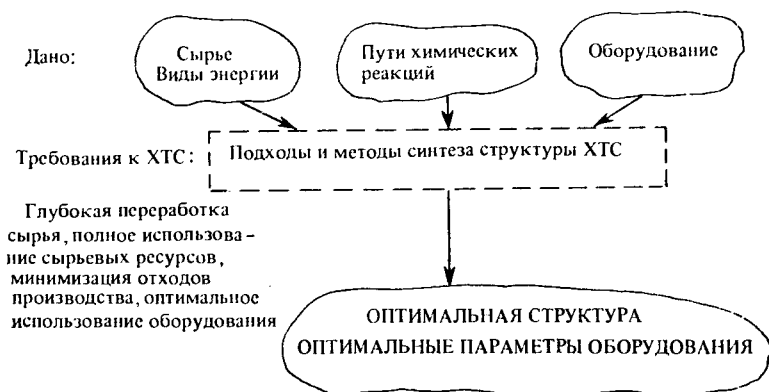 Дано:
Сырье
Виды энергии
Пути химических
реакций
Оборудование
Требования к ХТС:
Подходы и методы синтеза структуры ХТС
Глубокая переработка
сырья, полное использова-
ние сырьевых ресурсов,
минимизация отходов
производства, оптимальное
использование оборудования
ОПТИМАЛЬНАЯ СТРУКТУРА
ОПТИМАЛЬНЫЕ ПАРАМЕТРЫ ОБОРУДОВАНИЯ